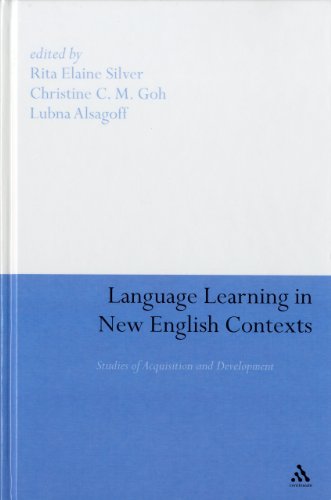 edited by
Rita Elaine Silver
Christine C. M. Goh
Lubna Alsagoff
Language Learning in
New English Contexts
Studies of Acquisition and Development
continuum